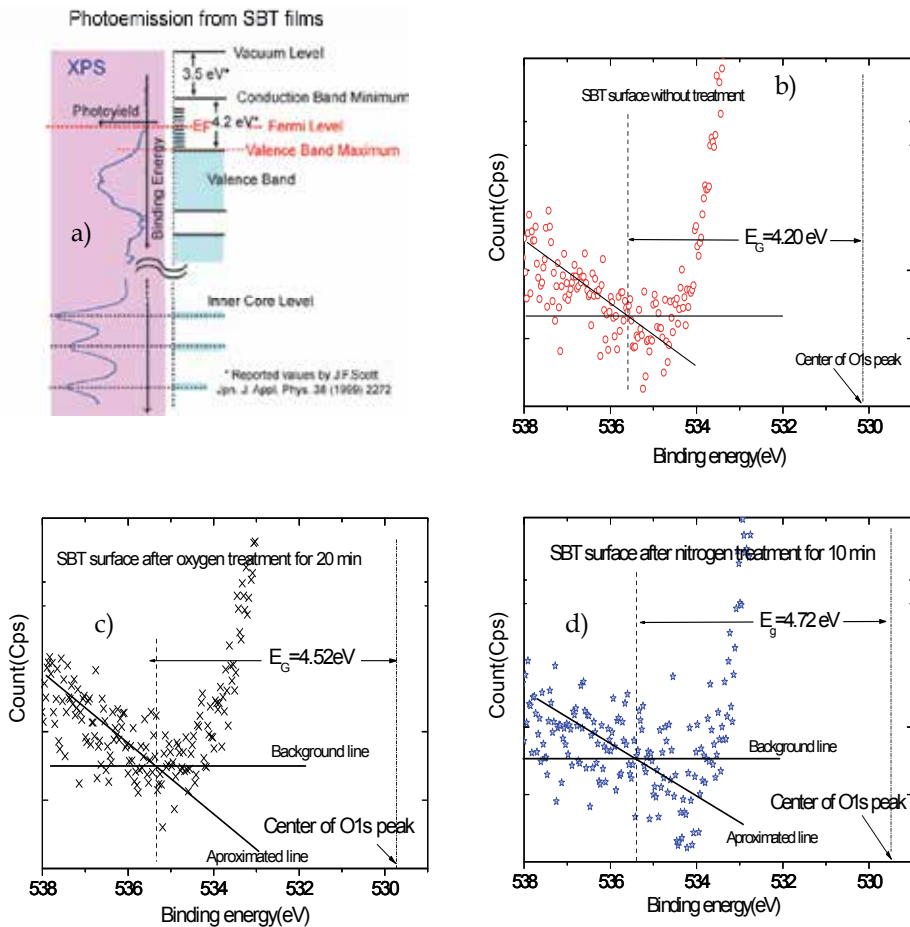 Photoemission from SBT films
XPS
Vacuum Level
3.5 eV*
Conduction Band Minimum
Photoyield
EF
4.2 eV*
Fermi Level
Valence Band Maximum
Binding Energy
Valence Band
a)
Inner Core Level
* Reported values by J.F.Scott
Jpn. J. Appl. Phys. 38 (1999) 2272
b)
SBT surface without treatment
Count(Cps)
EG=4.20 eV
Center of O1s peak
538 536 534 532 530
Binding energy(eV)
SBT surface after oxygen treatment for 20 min
c)
Count(Cps)
EG=4.52eV
Background line
Center of O1s peak
Aproximated line
538 536 534 532 530
Binding energy(eV)
SBT surface after nitrogen treatment for 10 min
d)
Count(Cps)
Eg=4.72 eV
Background line
Center of O1s peak
Aproximated line
538 536 534 532 530
Binding energy(eV)